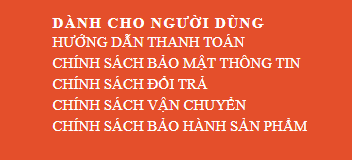 DÀNH CHO NGƯỜI DÙNG
HƯỚNG DẪN THANH TOÁN
CHÍNH SÁCH BẢO MẬT THÔNG TIN
CHÍNH SÁCH ĐỔI TRẢ
CHÍNH SÁCH VẬN CHUYỂN
CHÍNH SÁCH BẢO HÀNH SẢN PHẨM